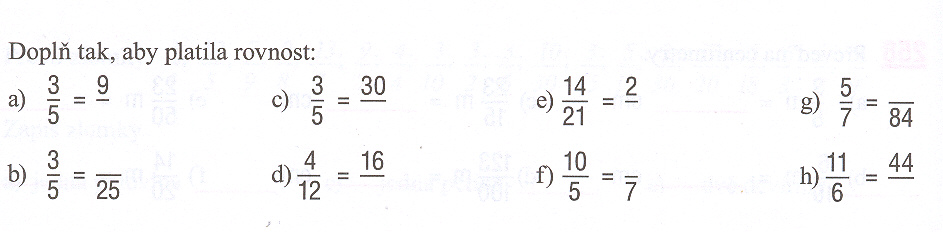 Doplň tak, aby platila rovnost:
a) 3/5 = 9/   c) 3/5 = 30/   e) 14/21 = 2/   g) 5/7 = /84
b) 3/5 = /25   d) 4/12 = 16/   f) 10/5 = /7   h) 11/6 = 44/